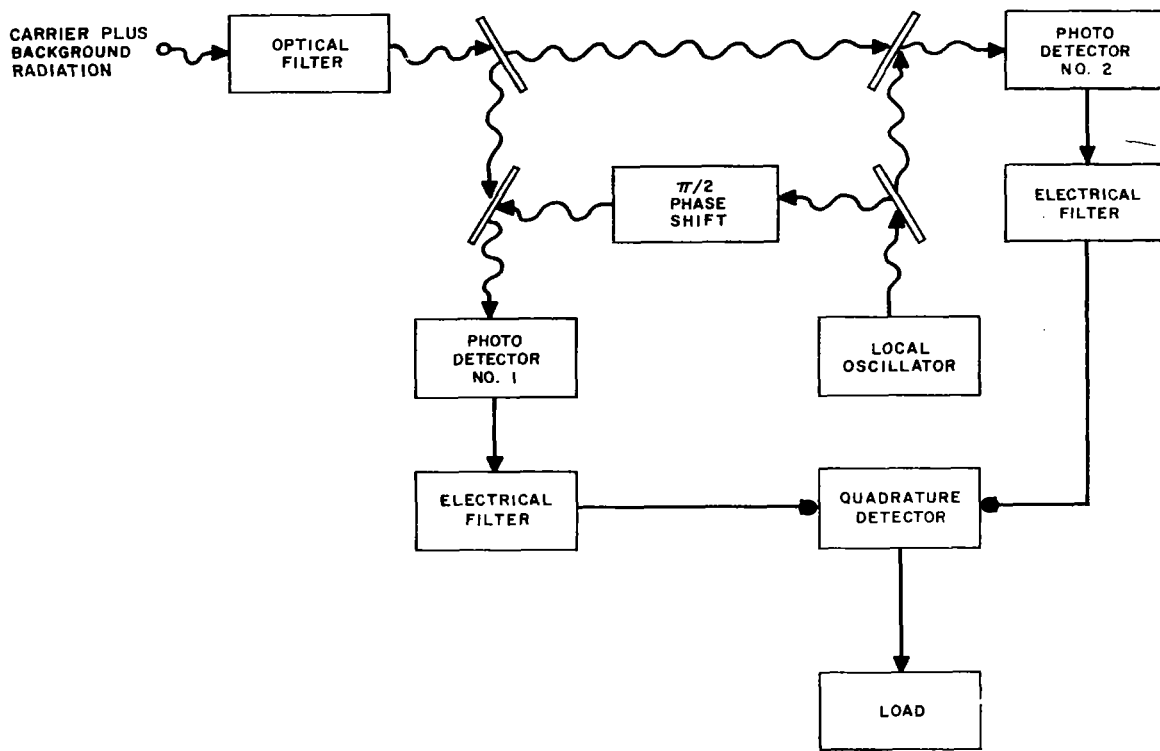 CARRIER PLUS
BACKGROUND
RADIATION
OPTICAL
FILTER
PHOTO
DETECTOR
NO. 2
π/2
PHASE
SHIFT
ELECTRICAL
FILTER
PHOTO
DETECTOR
NO. 1
LOCAL
OSCILLATOR
ELECTRICAL
FILTER
QUADRATURE
DETECTOR
LOAD